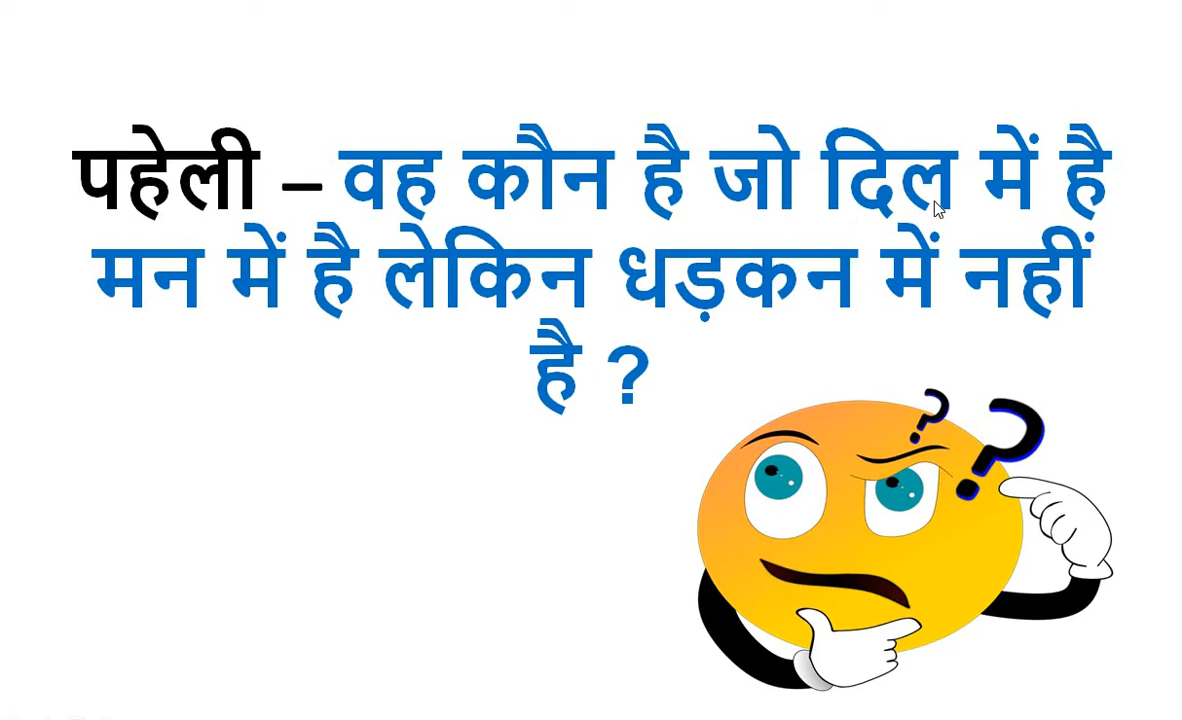 पहेली – वह कौन है जो दिल में है
मन में है लेकिन धड़कन में नहीं
है ?
? ?